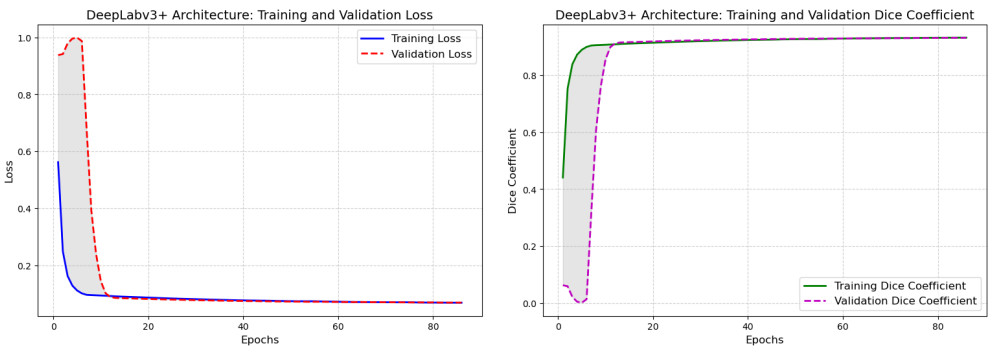 DeepLabv3+ Architecture: Training and Validation Loss
1.0
0.8
0.6
0.4
0.2
0
20
40
60
80
Loss
Epochs
Training Loss
Validation Loss
DeepLabv3+ Architecture: Training and Validation Dice Coefficient
0.8
0.6
0.4
0.2
0.0
0
20
40
60
80
Dice Coefficient
Epochs
Training Dice Coefficient
Validation Dice Coefficient